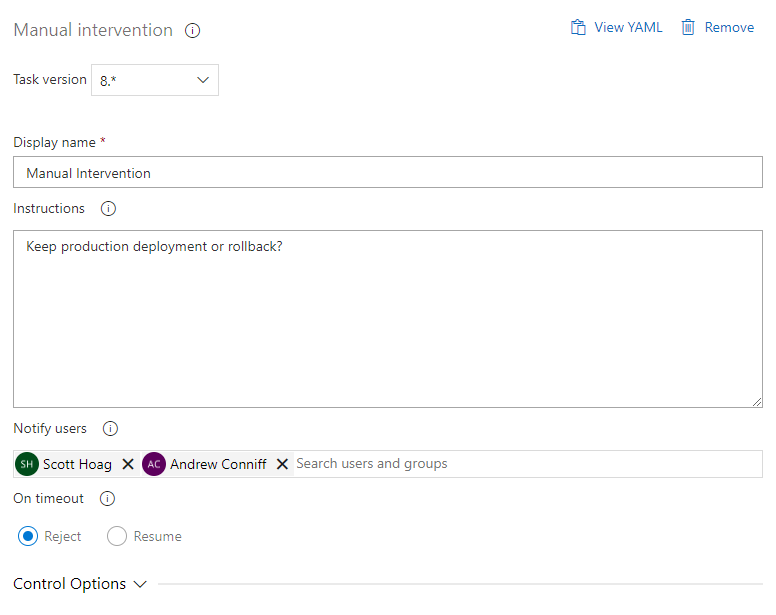 Manual intervention
View YAML Remove
Task version 8.*
Display name *
Manual Intervention
Instructions
Keep production deployment or rollback?
Notify users
SH Scott Hoag AC Andrew Conniff Search users and groups
On timeout
Reject Resume
Control Options